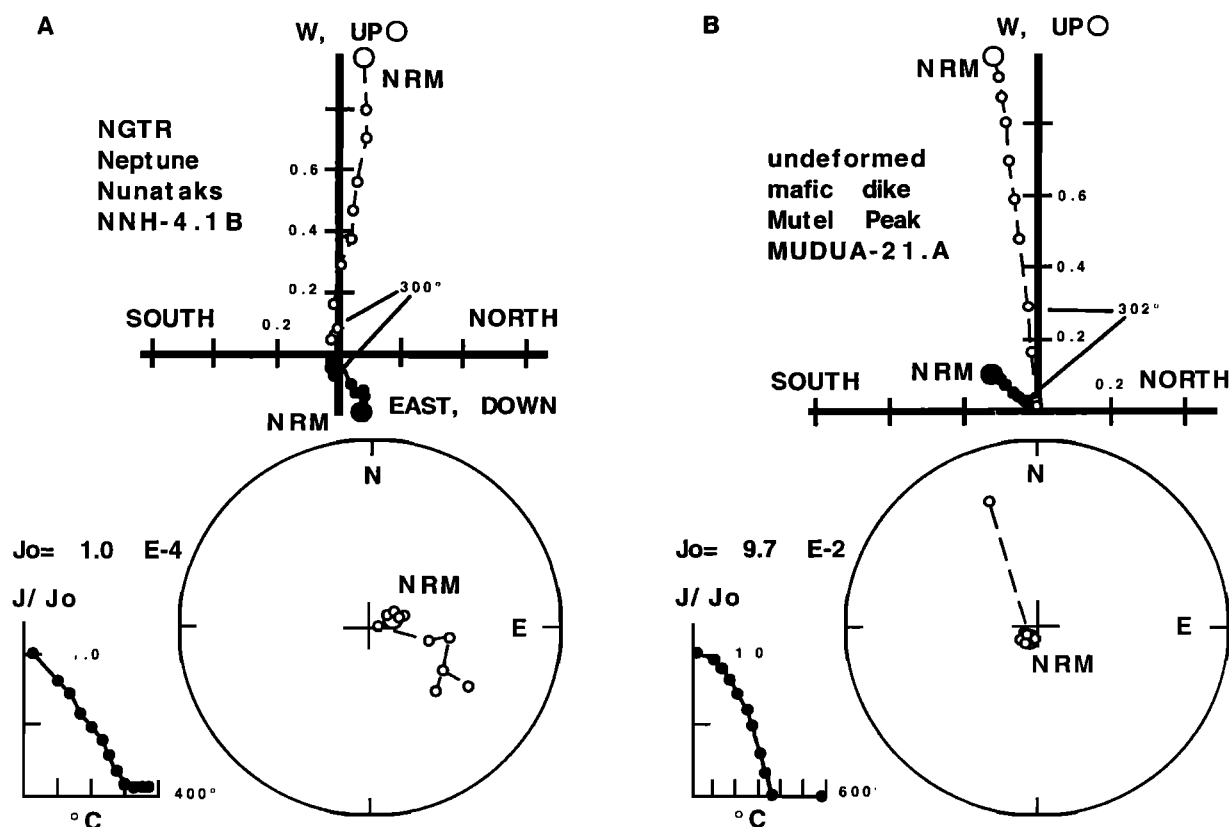 A
W, UP
NRM
NGTR
Neptune
Nunataks
NNH-4.1B
0.6
0.4
0.2
300°
SOUTH
0.2
NORTH
NRM
EAST, DOWN
N
Jo= 1.0 E-4
J/Jo
NRM
E
400°
°C
B
W, UP
NRM
undeformed
mafic dike
Mutel Peak
MUDUA-21.A
0.6
0.4
302°
0.2
NRM
SOUTH
0.2
NORTH
N
Jo= 9.7 E-2
J/Jo
1.0
E
NRM
600
°C